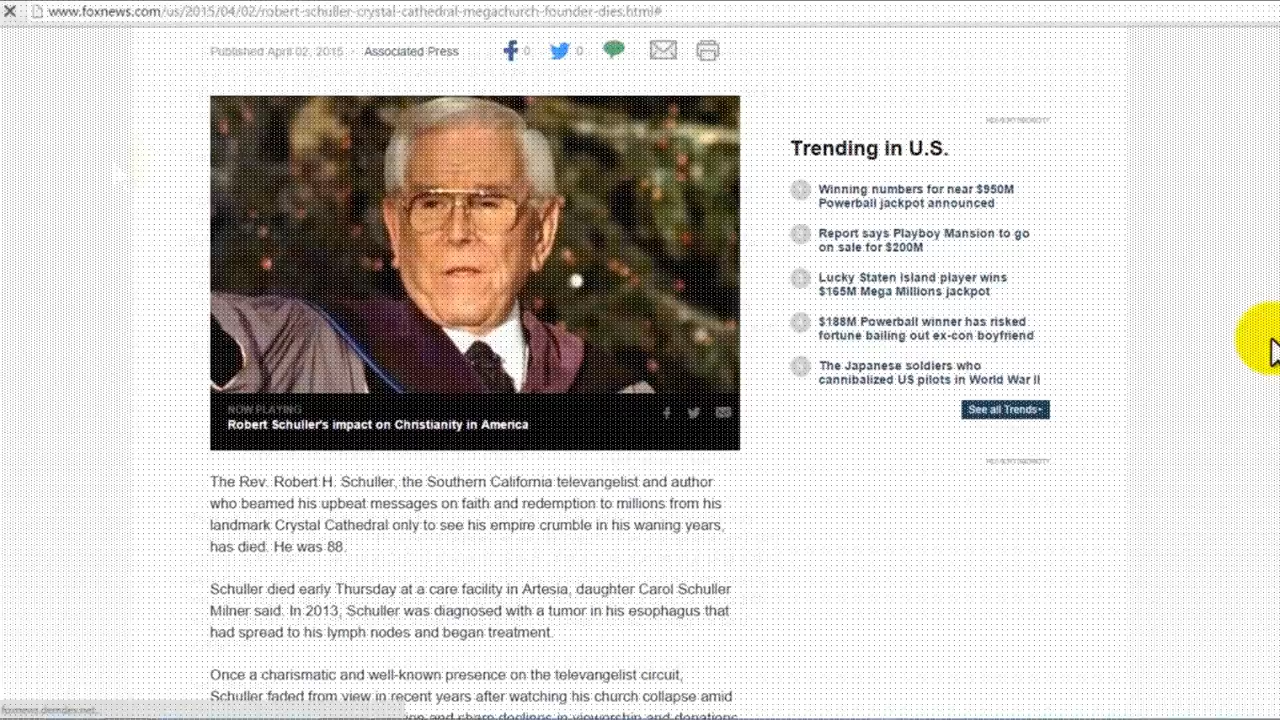 www.foxnews.com/us/2015/04/02/robert-schuller-crystal-cathedral-megachurch-founder-dies.html#
Published April 02, 2015 · Associated Press 0 0
NOW PLAYING
Robert Schuller's impact on Christianity in America
The Rev. Robert H. Schuller, the Southern California televangelist and author
who beamed his upbeat messages on faith and redemption to millions from his
landmark Crystal Cathedral only to see his empire crumble in his waning years,
has died. He was 88.
Schuller died early Thursday at a care facility in Artesia, daughter Carol Schuller
Milner said. In 2013, Schuller was diagnosed with a tumor in his esophagus that
had spread to his lymph nodes and began treatment.
Once a charismatic and well-known presence on the televangelist circuit,
Schuller faded from view in recent years after watching his church collapse amid
and sharp declines in viewership and donations
Trending in U.S.
Winning numbers for near $950M
Powerball jackpot announced
Report says Playboy Mansion to go
on sale for $200M
Lucky Staten Island player wins
$165M Mega Millions jackpot
$188M Powerball winner has risked
fortune bailing out ex-con boyfriend
The Japanese soldiers who
cannibalized US pilots in World War II
See all Trends